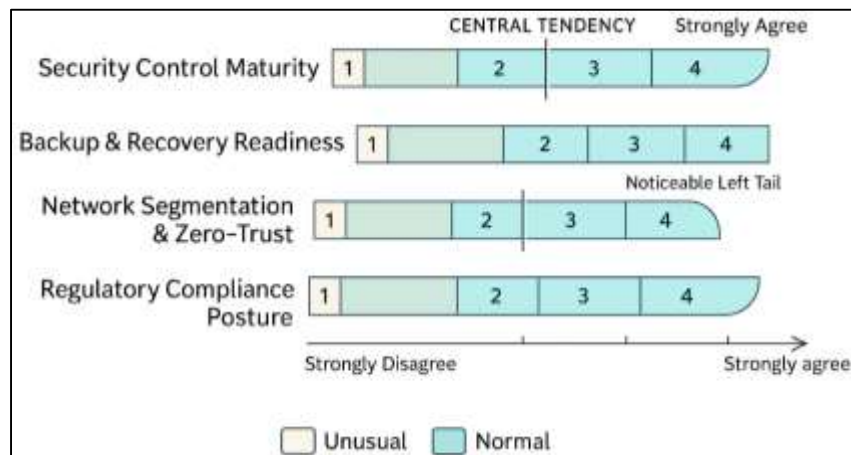 CENTRAL TENDENCY Strongly Agree
Security Control Maturity 1 2 3 4
Backup & Recovery Readiness 1 2 3 4
Noticeable Left Tail
Network Segmentation
& Zero-Trust 1 2 3 4
Regulatory Compliance
Posture 1 2 3 4
Strongly Disagree Strongly agree
Unusual Normal